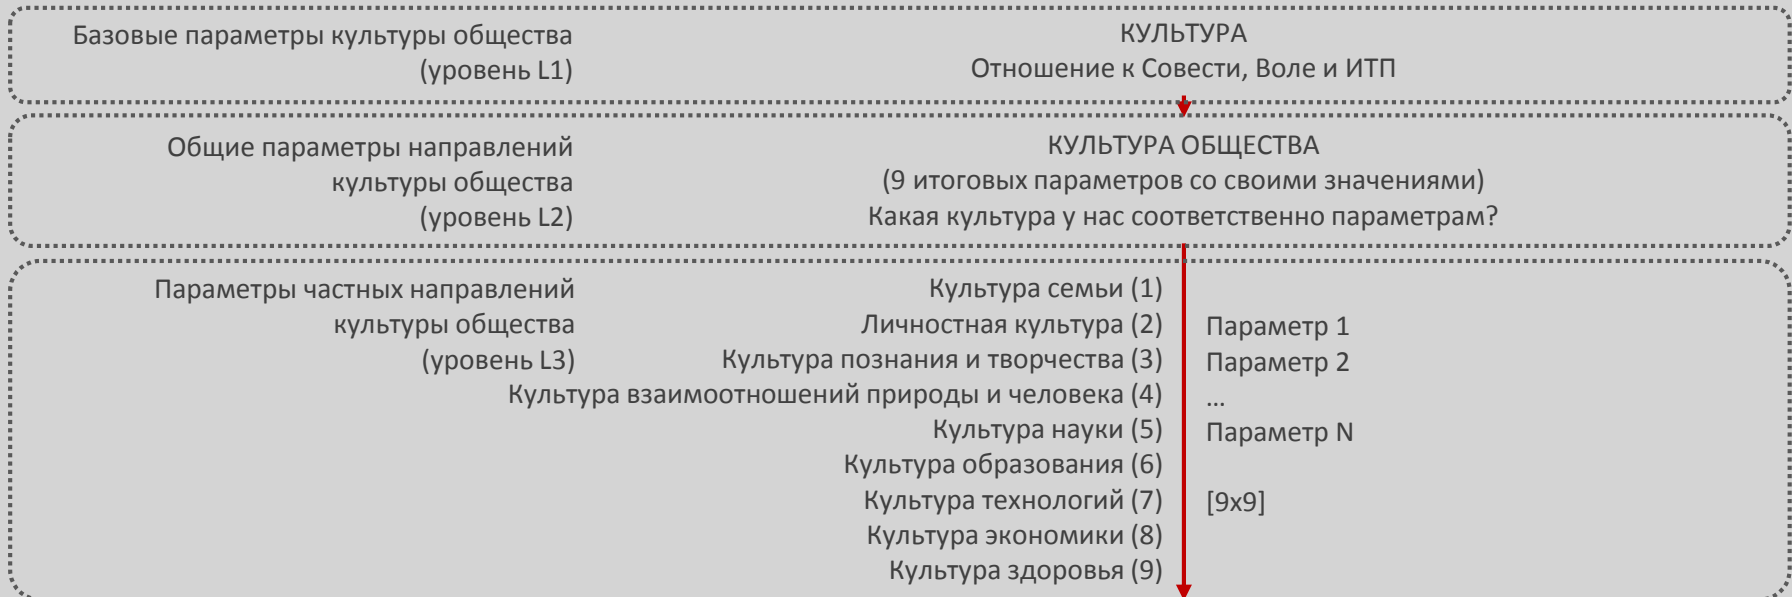 Базовые параметры культуры общества
(уровень L1)
КУЛЬТУРА
Отношение к Совести, Воле и ИТП
Общие параметры направлений
культуры общества
(уровень L2)
КУЛЬТУРА ОБЩЕСТВА
(9 итоговых параметров со своими значениями)
Какая культура у нас соответственно параметрам?
Параметры частных направлений
культуры общества
(уровень L3)
Культура семьи (1)
Личностная культура (2)
Культура познания и творчества (3)
Культура взаимоотношений природы и человека (4)
Культура науки (5)
Культура образования (6)
Культура технологий (7)
Культура экономики (8)
Культура здоровья (9)
Параметр 1
Параметр 2
...
Параметр N
[9x9]